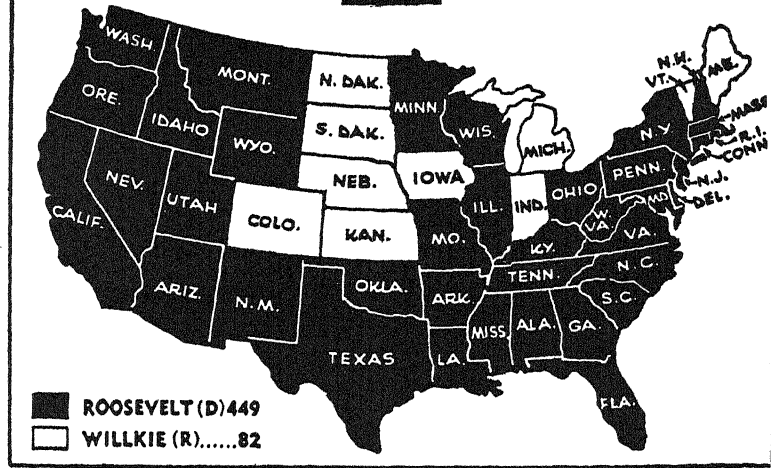 WASH.
MONT.
N. DAK.
MINN
ORE.
IDAHO
WYO.
S. DAK.
WIS.
MICH.
N.H.
VT.
ME.
MASS
R.I.
CONN
N.Y.
NEV.
UTAH
COLO.
NEB.
IOWA
ILL.
IND.
OHIO
PENN.
N.J.
DEL.
MD.
W.
VA.
VA.
CALIF.
ARIZ.
N.M.
KAN.
MO.
KY.
TENN.
N.C.
S.C.
OKLA.
ARK.
MISS.
ALA.
GA.
TEXAS
LA.
FLA.
ROOSEVELT (D) 449
WILLKIE (R)......82